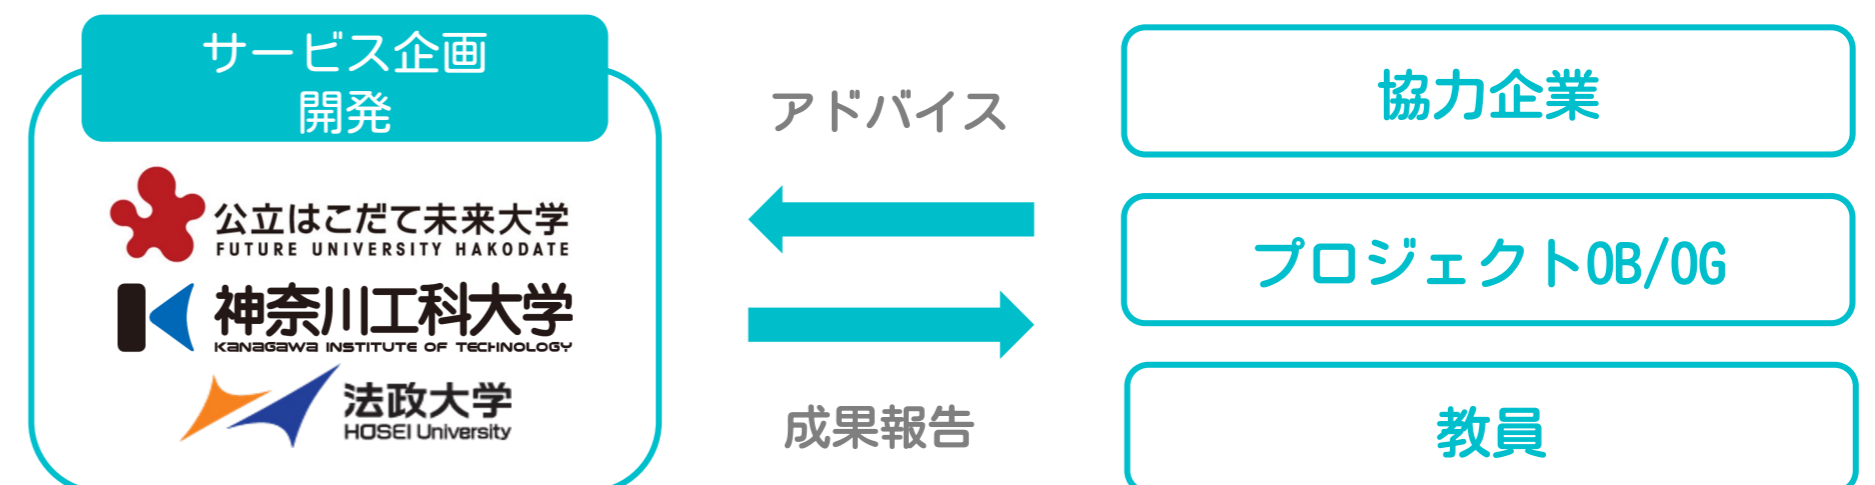 サービス企画
開発
公立はこだて未来大学
FUTURE UNIVERSITY HAKODATE
神奈川工科大学
KANAGAWA INSTITUTE OF TECHNOLOGY
法政大学
HOSEI University
アドバイス
成果報告
協力企業
プロジェクトOB/OG
教員